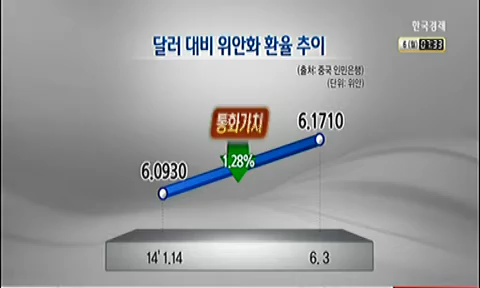 한국경제
6 (화) 07:33
달러 대비 위안화 환율 추이
(출처: 중국 인민은행)
(단위: 위안)
통화가치
6.1710
1.28%
6.0930
14' 1.14
6. 3